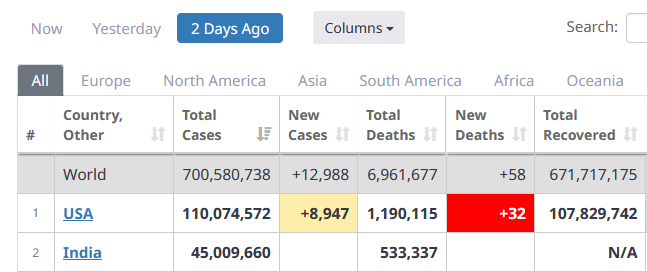 Now Yesterday 2 Days Ago Columns Search:
All Europe North America Asia South America Africa Oceania
# Country, Other Total Cases New Cases Total Deaths New Deaths Total Recovered
World 700,580,738 +12,988 6,961,677 +58 671,717,175
1 USA 110,074,572 +8,947 1,190,115 +32 107,829,742
2 India 45,009,660 533,337 N/A